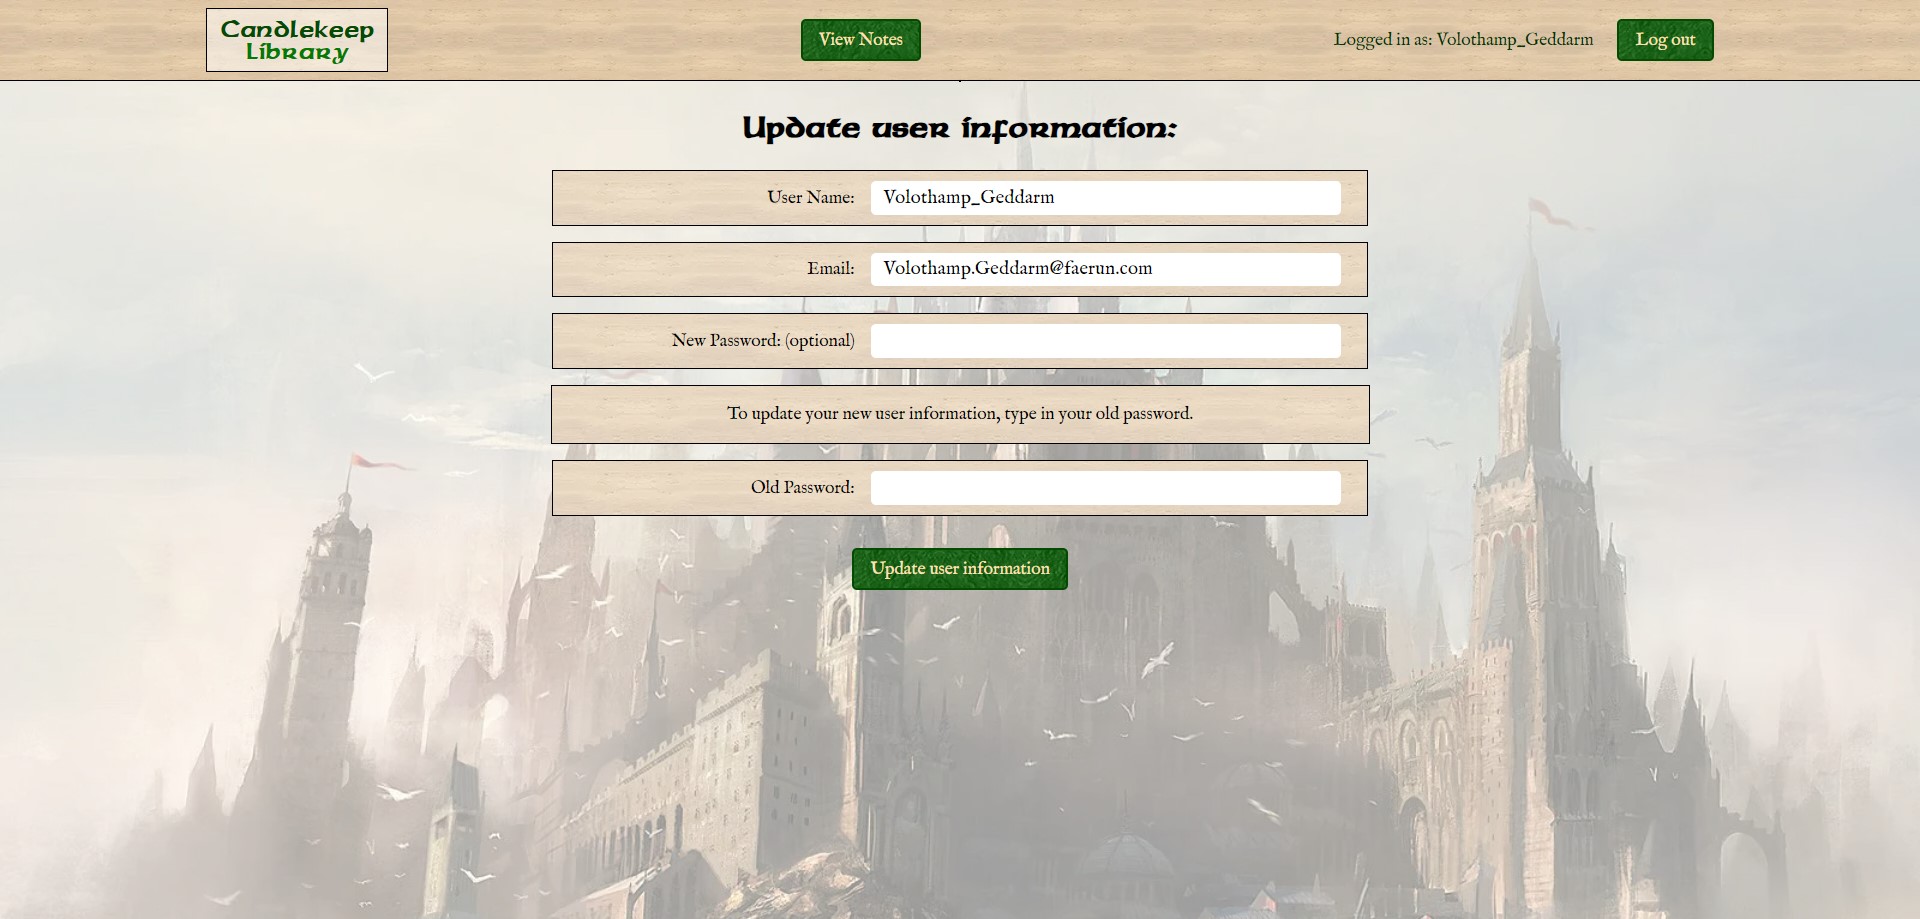 Candlekeep
Library
View Notes
Logged in as: Volothamp_Geddarm
Log out
Update user information:
User Name:
Volothamp_Geddarm
Email:
Volothamp.Geddarm@faerun.com
New Password: (optional)
To update your new user information, type in your old password.
Old Password:
Update user information